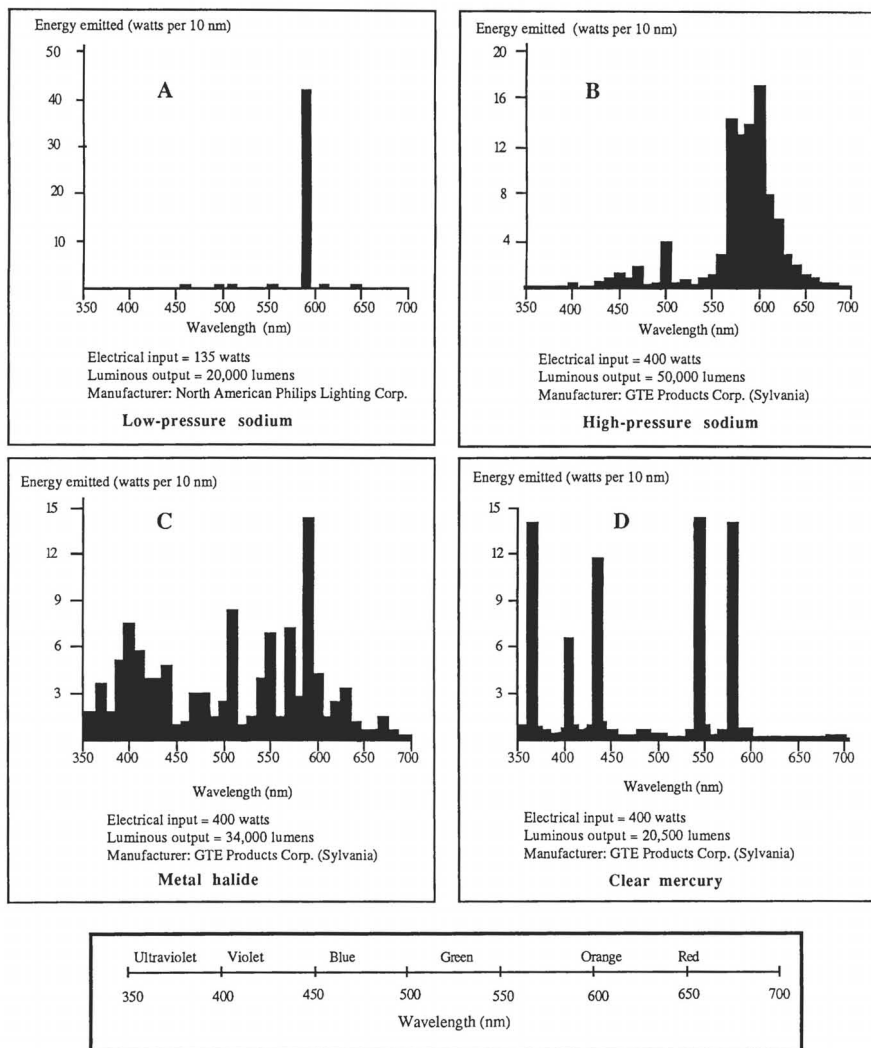 Energy emitted (watts per 10 nm)
A
50
40
30
20
10
350 400 450 500 550 600 650 700
Wavelength (nm)
Electrical input = 135 watts
Luminous output = 20,000 lumens
Manufacturer: North American Philips Lighting Corp.
Low-pressure sodium
Energy emitted (watts per 10 nm)
B
20
16
12
8
4
350 400 450 500 550 600 650 700
Wavelength (nm)
Electrical input = 400 watts
Luminous output = 50,000 lumens
Manufacturer: GTE Products Corp. (Sylvania)
High-pressure sodium
Energy emitted (watts per 10 nm)
C
15
12
9
6
3
350 400 450 500 550 600 650 700
Wavelength (nm)
Electrical input = 400 watts
Luminous output = 34,000 lumens
Manufacturer: GTE Products Corp. (Sylvania)
Metal halide
Energy emitted (watts per 10 nm)
D
15
12
9
6
3
350 400 450 500 550 600 650 700
Wavelength (nm)
Electrical input = 400 watts
Luminous output = 20,500 lumens
Manufacturer: GTE Products Corp. (Sylvania)
Clear mercury
Ultraviolet Violet Blue Green Orange Red
350 400 450 500 550 600 650 700
Wavelength (nm)